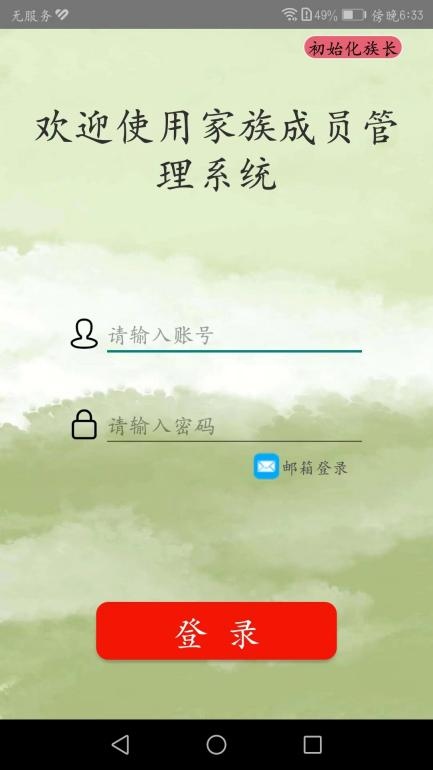 无服务
49% 傍晚6:33
初始化族长
欢迎使用家族成员管
理系统
请输入账号
请输入密码
邮箱登录
登 录